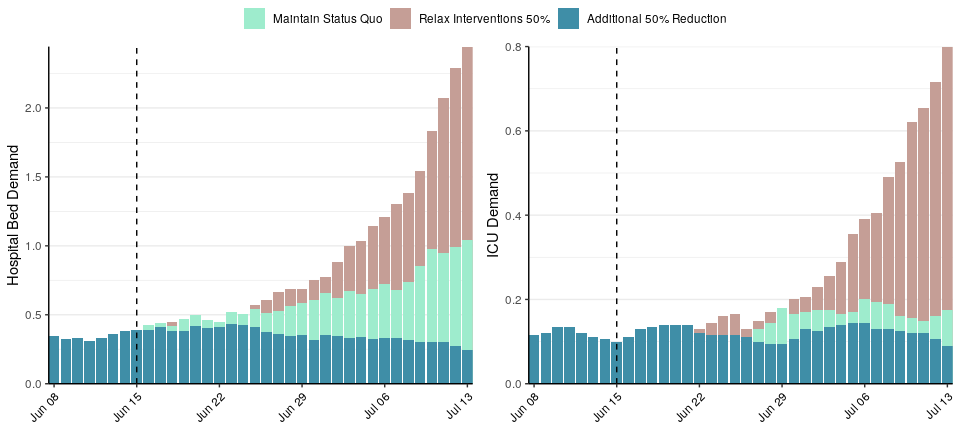 Maintain Status Quo Relax Interventions 50% Additional 50% Reduction
Hospital Bed Demand
2.0
1.5
1.0
0.5
0.0
Jun 08 Jun 15 Jun 22 Jun 29 Jul 06 Jul 13
ICU Demand
0.8
0.6
0.4
0.2
0.0
Jun 08 Jun 15 Jun 22 Jun 29 Jul 06 Jul 13